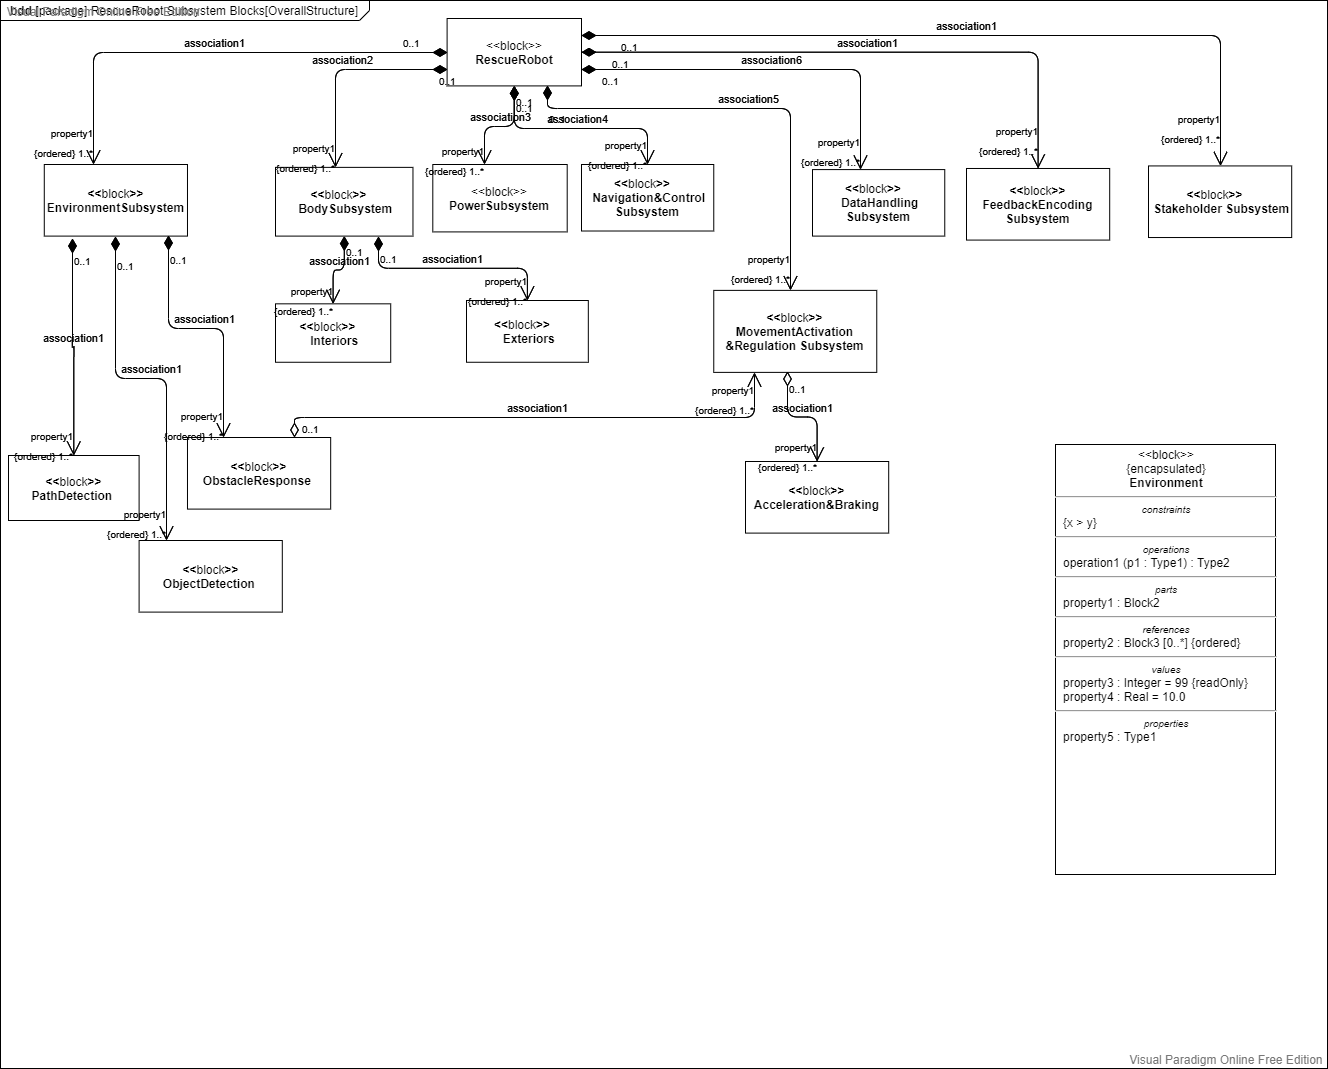 bdd [package] RescueRobot Subsystem Blocks[OverallStructure]
Visual Paradigm Online Free Edition
<<block>>
RescueRobot
association1
0..1
association2
0..1
association3
0..1
association4
0..1
0..1
association5
0..1
association6
0..1
association1
0..1
association1
property1
{ordered} 1..*
<<block>>
EnvironmentSubsystem
property1
{ordered} 1..*
<<block>>
BodySubsystem
property1
{ordered} 1..*
<<block>>
PowerSubsystem
property1
{ordered} 1..*
<<block>>
Navigation&Control
Subsystem
property1
{ordered} 1..*
<<block>>
DataHandling
Subsystem
property1
{ordered} 1..*
<<block>>
FeedbackEncoding
Subsystem
property1
{ordered} 1..*
<<block>>
Stakeholder Subsystem
0..1
association1
property1
{ordered} 1..*
<<block>>
PathDetection
0..1
association1
property1
{ordered} 1..*
<<block>>
ObjectDetection
0..1
association1
property1
{ordered} 1..*
<<block>>
ObstacleResponse
0..1
association1
property1
{ordered} 1..*
<<block>>
Interiors
0..1
association1
property1
{ordered} 1..*
<<block>>
Exteriors
property1
{ordered} 1..*
<<block>>
MovementActivation
&Regulation Subsystem
0..1
association1
property1
{ordered} 1..*
0..1
association1
property1
{ordered} 1..*
<<block>>
Acceleration&Braking
<<block>>
{encapsulated}
Environment
constraints
{x > y}
operations
operation1 (p1 : Type1) : Type2
parts
property1 : Block2
references
property2 : Block3 [0..*] {ordered}
values
property3 : Integer = 99 {readOnly}
property4 : Real = 10.0
properties
property5 : Type1
Visual Paradigm Online Free Edition